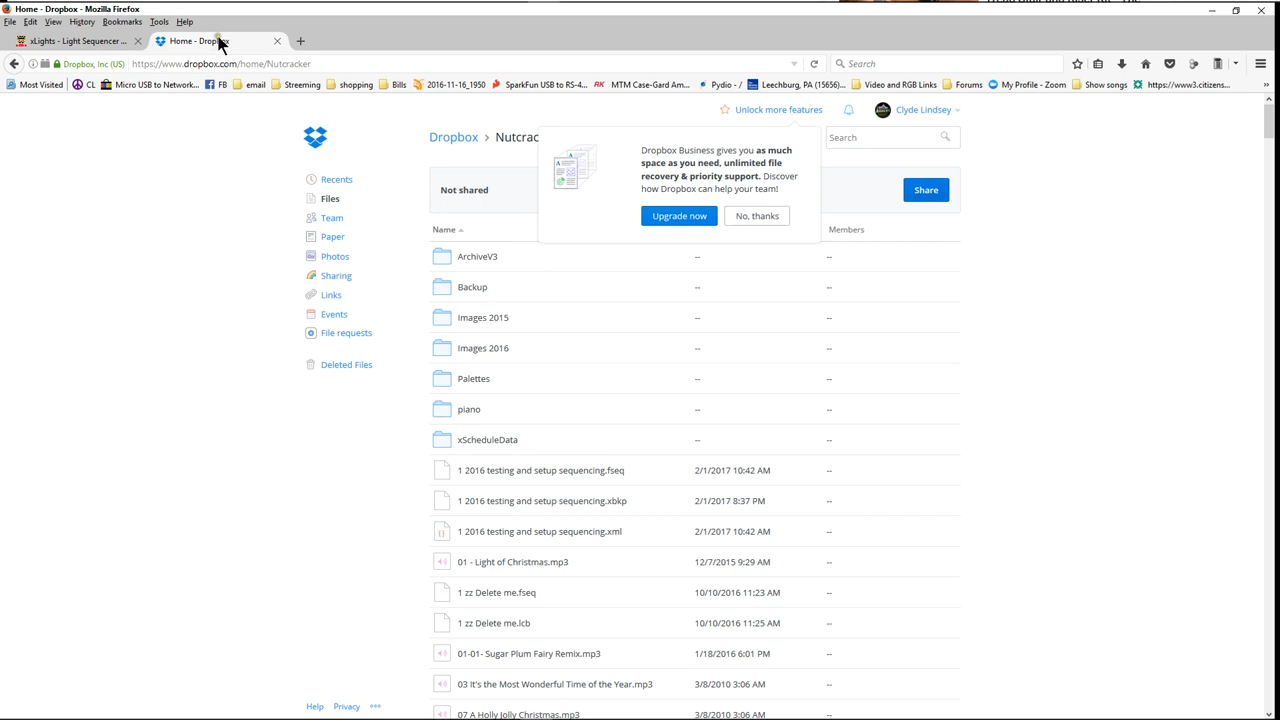 Home - Dropbox - Mozilla Firefox
File Edit View History Bookmarks Tools Help
xLights - Light Sequencer ... Home - Dropbox
Dropbox, Inc (US) https://www.dropbox.com/home/Nutcracker Search
Most Visited CL Micro USB to Network... FB email Streeming shopping Bills 2016-11-16_1950 SparkFun USB to RS-4... RK MTM Case-Gard Am... Pydio - / Leechburg, PA (15656)... Video and RGB Links Forums My Profile - Zoom Show songs https://www3.citizens...
Unlock more features Clyde Lindsey
Dropbox > Nutcrac Search
Dropbox Business gives you as much
space as you need, unlimited file
recovery & priority support. Discover
how Dropbox can help your team!
Upgrade now No, thanks
Not shared Share
Recents
Files
Team
Paper
Photos
Sharing
Links
Events
File requests
Deleted Files
Name Members
ArchiveV3 -- --
Backup -- --
Images 2015 -- --
Images 2016 -- --
Palettes -- --
piano -- --
xScheduleData -- --
1 2016 testing and setup sequencing.fseq 2/1/2017 10:42 AM --
1 2016 testing and setup sequencing.xbkp 2/1/2017 8:37 PM --
1 2016 testing and setup sequencing.xml 2/1/2017 10:42 AM --
01 - Light of Christmas.mp3 12/7/2015 9:29 AM --
1 zz Delete me.fseq 10/10/2016 11:23 AM --
1 zz Delete me.lcb 10/10/2016 11:25 AM --
01-01- Sugar Plum Fairy Remix.mp3 1/18/2016 6:01 PM --
03 It's the Most Wonderful Time of the Year.mp3 3/8/2010 3:06 AM --
07 A Holly Jolly Christmas.mp3 3/8/2010 3:06 AM --
Help Privacy •••